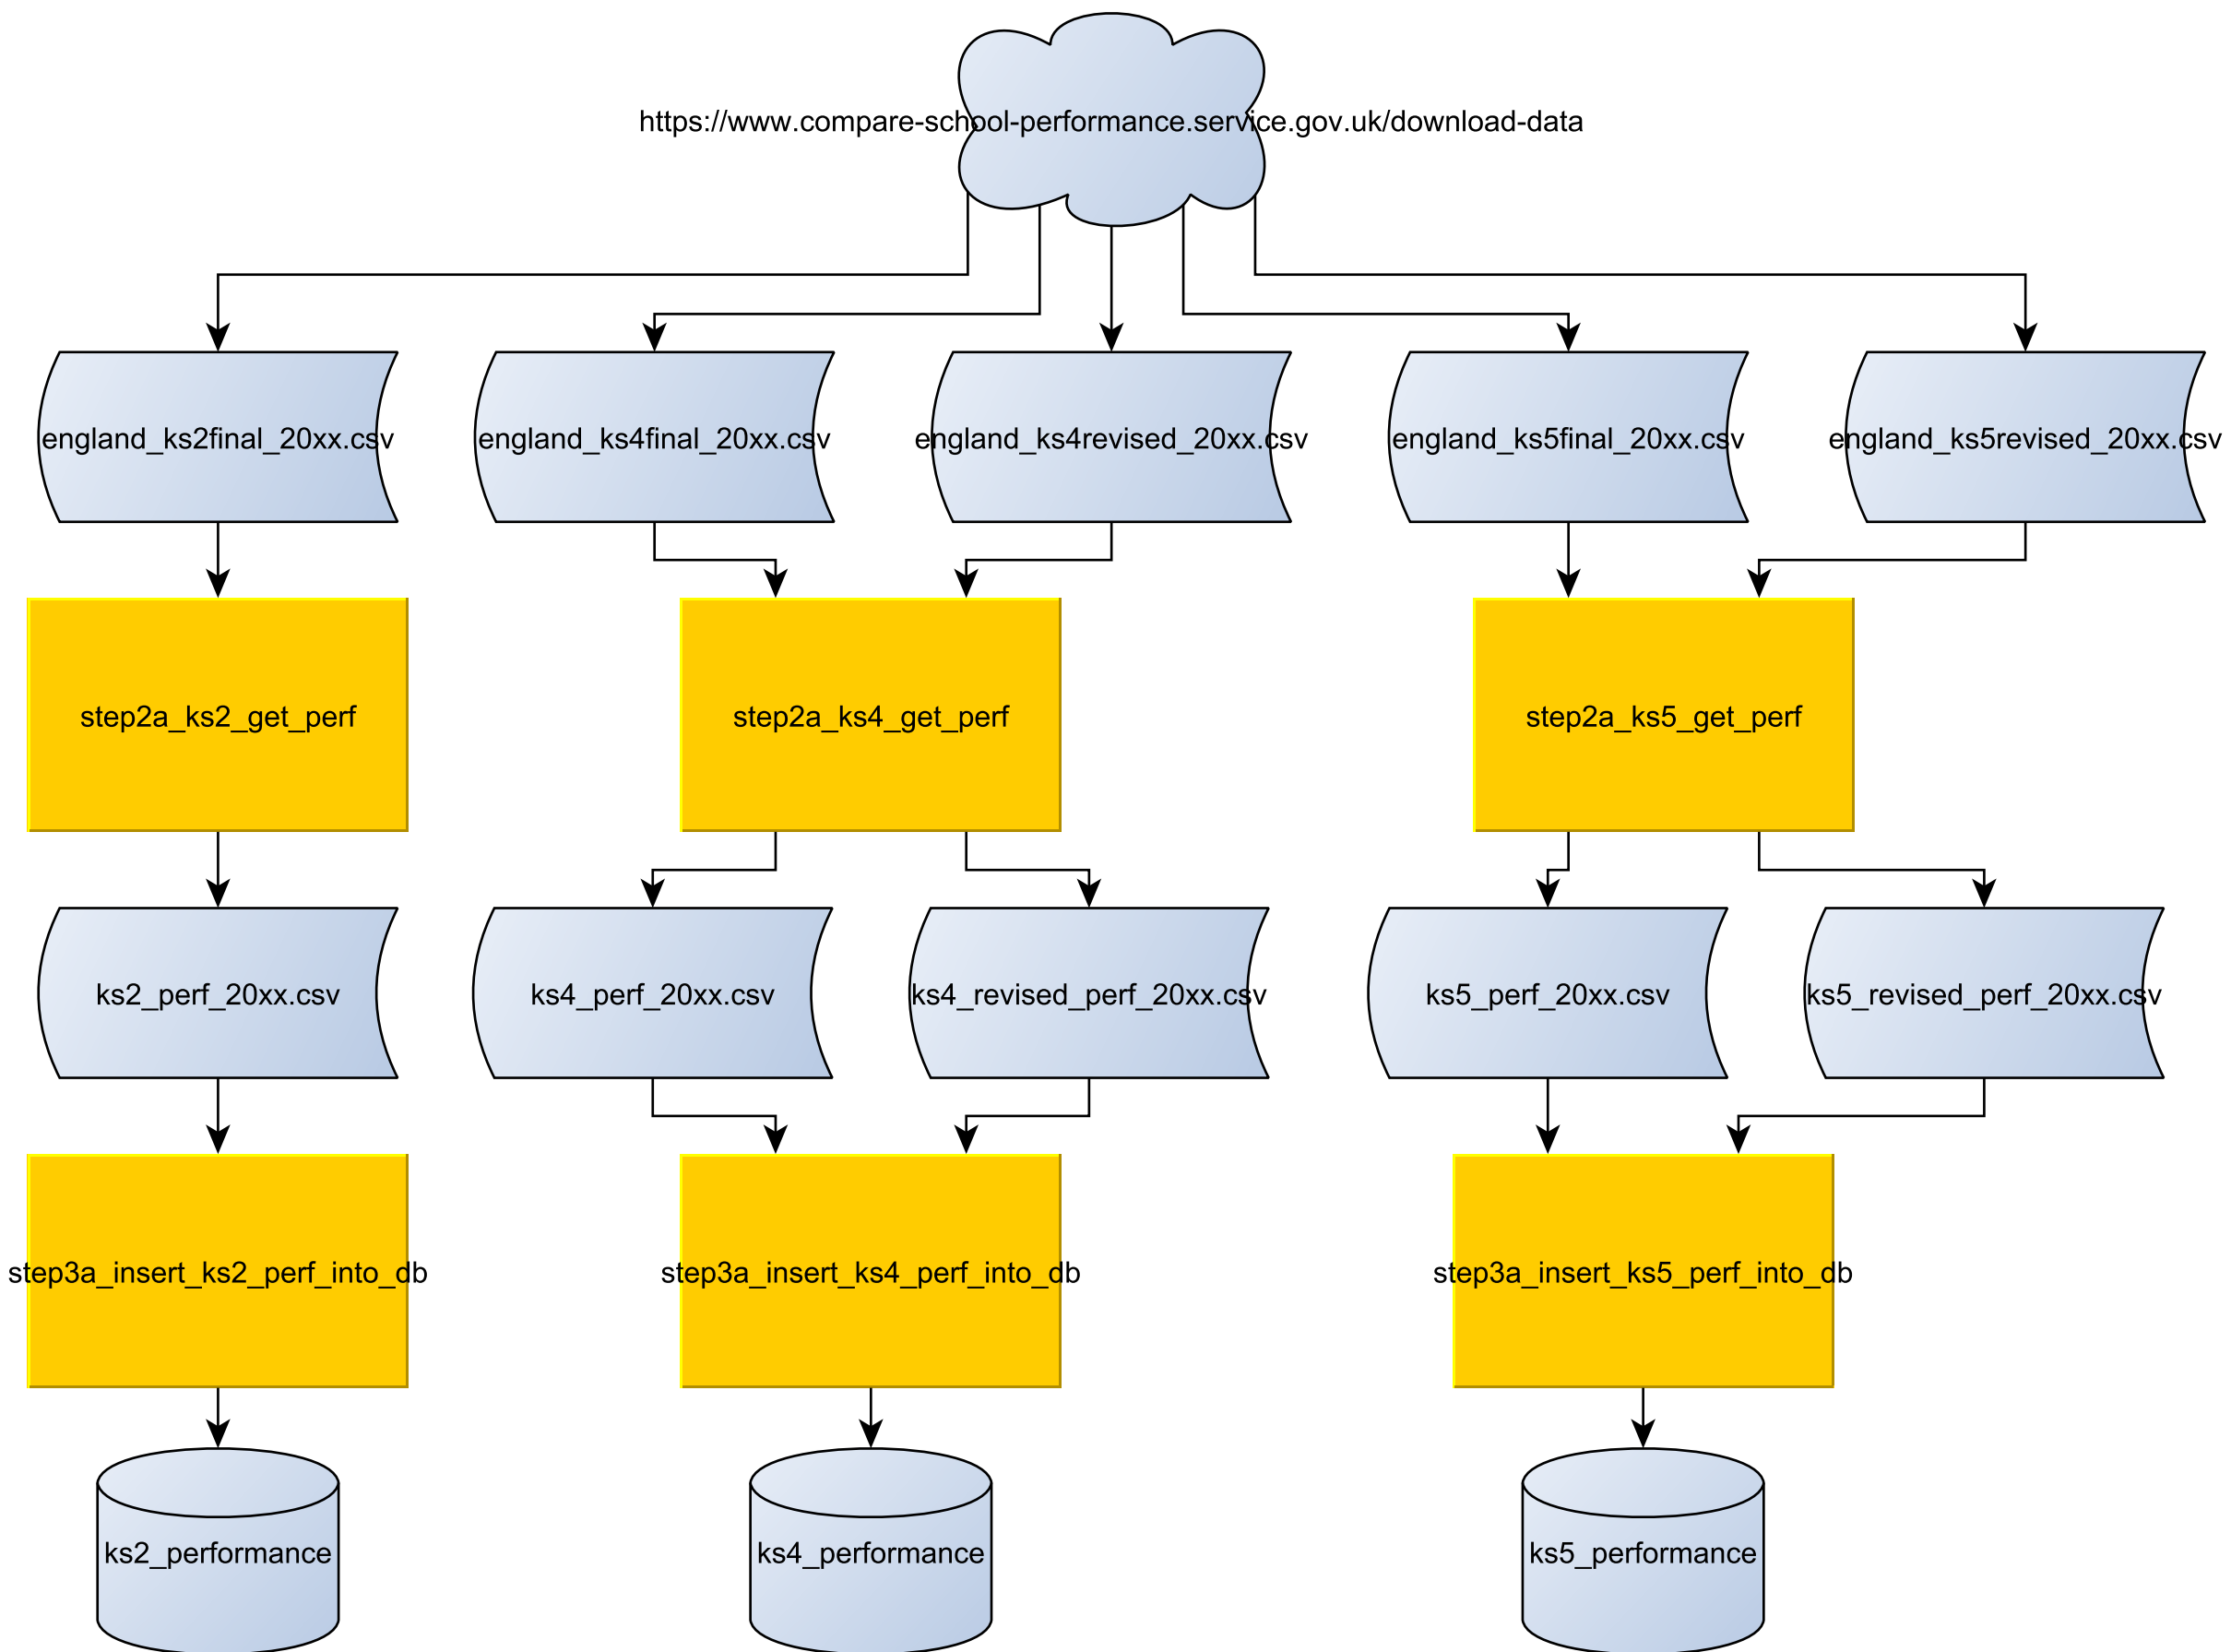 https://www.compare-school-performance.service.gov.uk/download-data
england_ks2final_20xx.csv
england_ks4final_20xx.csv
england_ks4revised_20xx.csv
england_ks5final_20xx.csv
england_ks5revised_20xx.csv
step2a_ks2_get_perf
step2a_ks4_get_perf
step2a_ks5_get_perf
ks2_perf_20xx.csv
ks4_perf_20xx.csv
ks4_revised_perf_20xx.csv
ks5_perf_20xx.csv
ks5_revised_perf_20xx.csv
step3a_insert_ks2_perf_into_db
step3a_insert_ks4_perf_into_db
step3a_insert_ks5_perf_into_db
ks2_performance
ks4_performance
ks5_performance